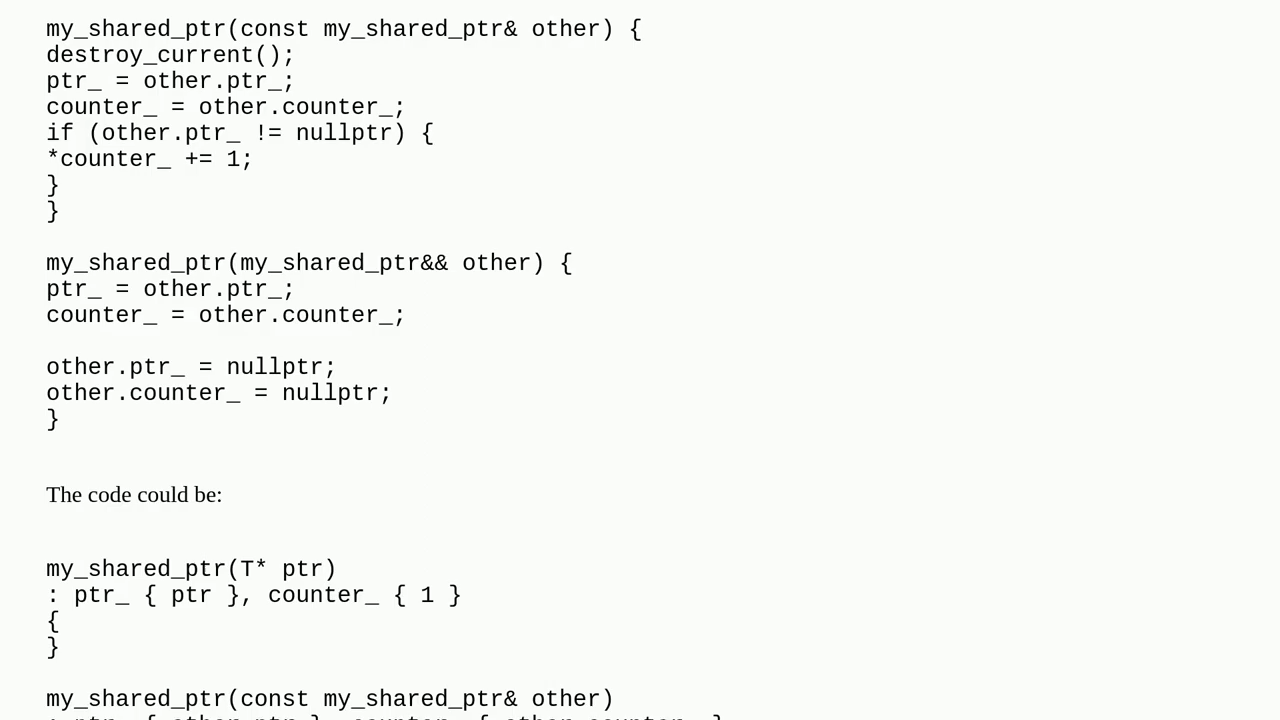 my_shared_ptr(const my_shared_ptr& other) {
destroy_current();
ptr_ = other.ptr_;
counter_ = other.counter_;
if (other.ptr_ != nullptr) {
*counter_ += 1;
}
}
my_shared_ptr(my_shared_ptr&& other) {
ptr_ = other.ptr_;
counter_ = other.counter_;
other.ptr_ = nullptr;
other.counter_ = nullptr;
}
The code could be:
my_shared_ptr(T* ptr)
: ptr_ { ptr }, counter_ { 1 }
{
}
my_shared_ptr(const my_shared_ptr& other)